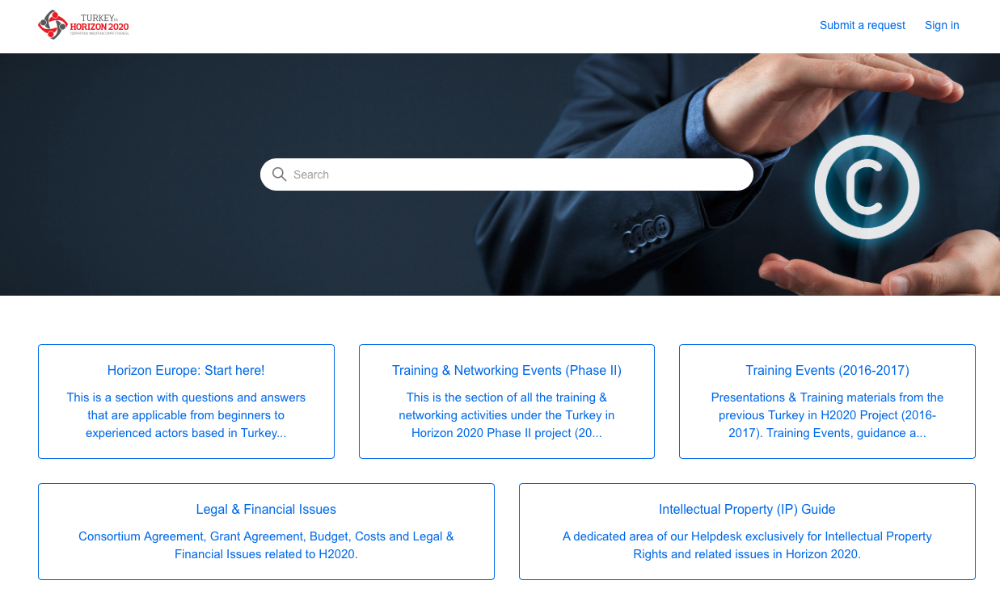 TURKEY in
HORIZON 2020
COOPERATION, INNOVATION, COMPETITIVENESS
Submit a request
Sign in
Search
C
Horizon Europe: Start here!
This is a section with questions and answers
that are applicable from beginners to
experienced actors based in Turkey...
Training & Networking Events (Phase II)
This is the section of all the training &
networking activities under the Turkey in
Horizon 2020 Phase II project (20...
Training Events (2016-2017)
Presentations & Training materials from the
previous Turkey in H2020 Project (2016-
2017). Training Events, guidance a...
Legal & Financial Issues
Consortium Agreement, Grant Agreement, Budget, Costs and Legal &
Financial Issues related to H2020.
Intellectual Property (IP) Guide
A dedicated area of our Helpdesk exclusively for Intellectual Property
Rights and related issues in Horizon 2020.